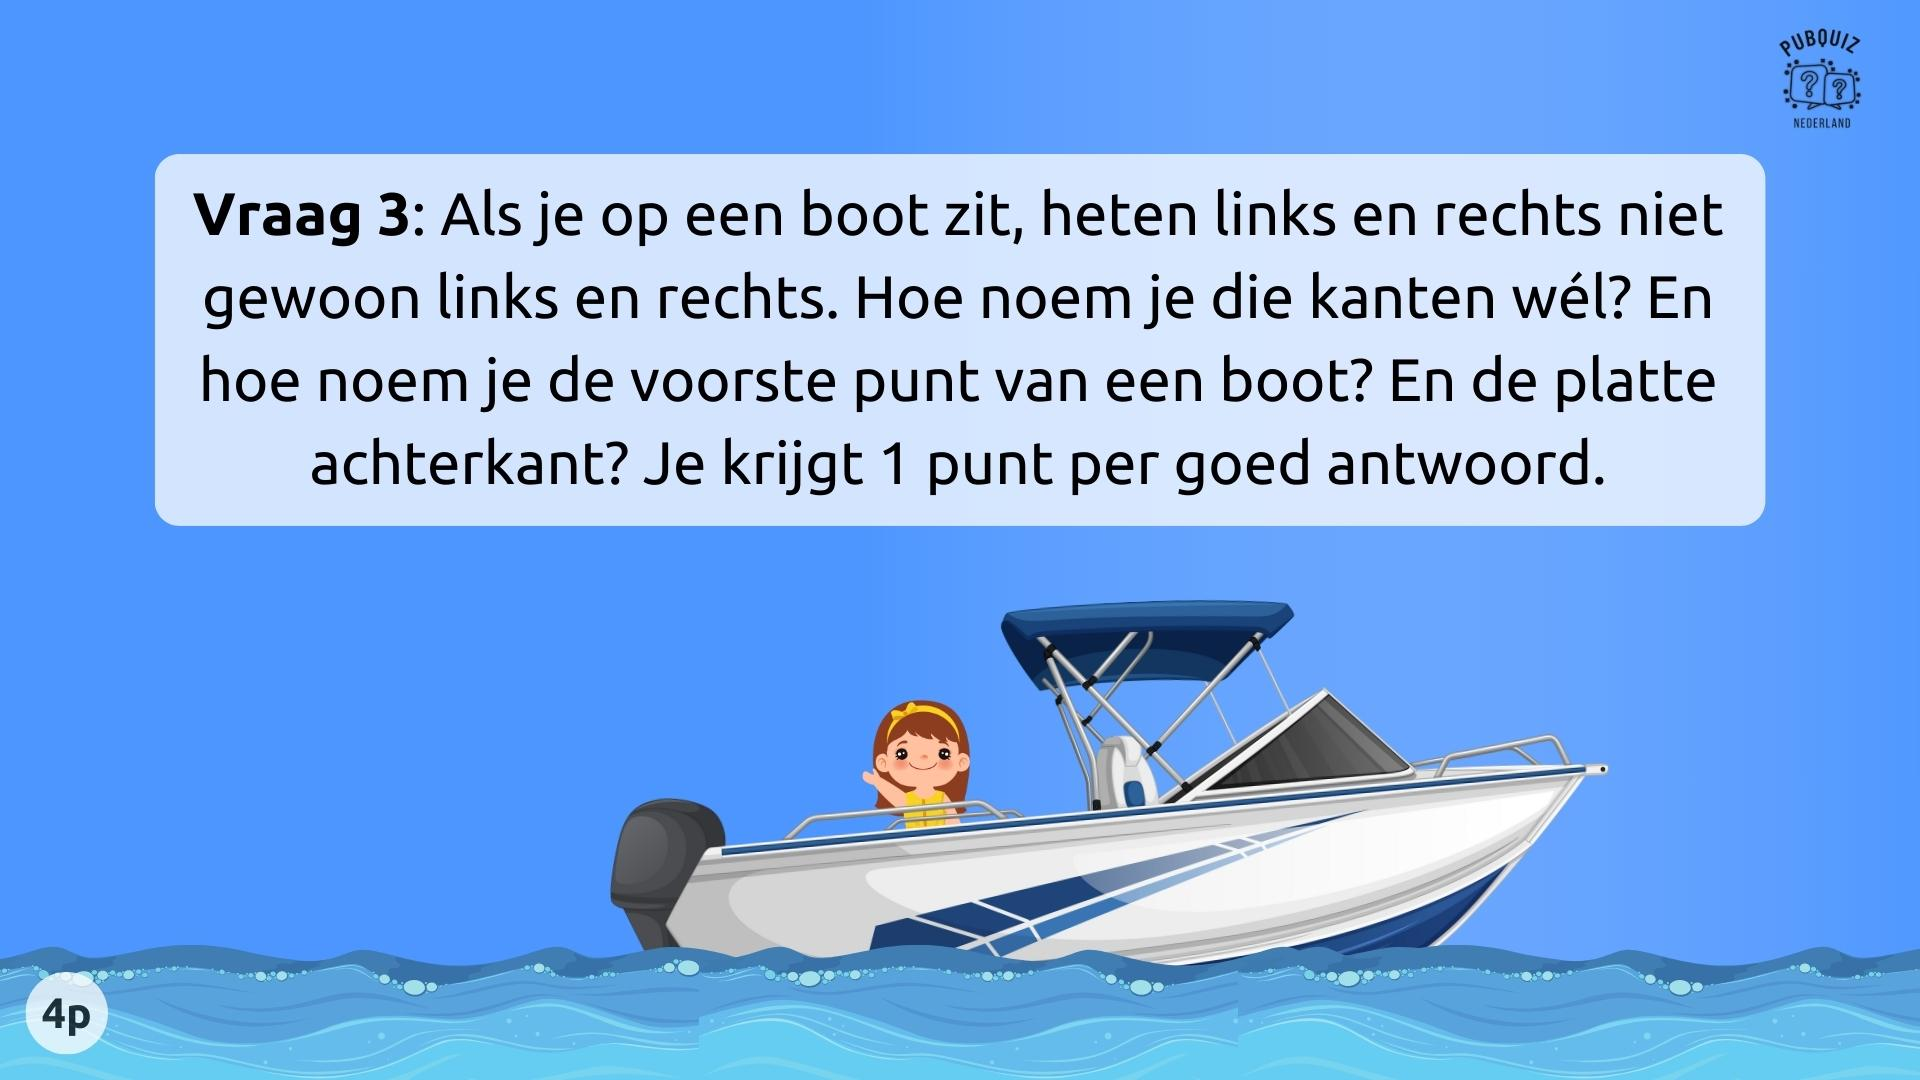 PUBQUIZ
? ?
NEDERLAND
Vraag 3: Als je op een boot zit, heten links en rechts niet
gewoon links en rechts. Hoe noem je die kanten wél? En
hoe noem je de voorste punt van een boot? En de platte
achterkant? Je krijgt 1 punt per goed antwoord.
4p